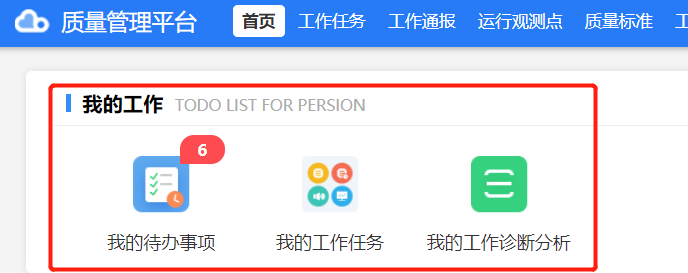 质量管理平台 首页 工作任务 工作通报 运行观测点 质量标准
我的工作 TODO LIST FOR PERSION
6
我的待办事项 我的工作任务 我的工作诊断分析